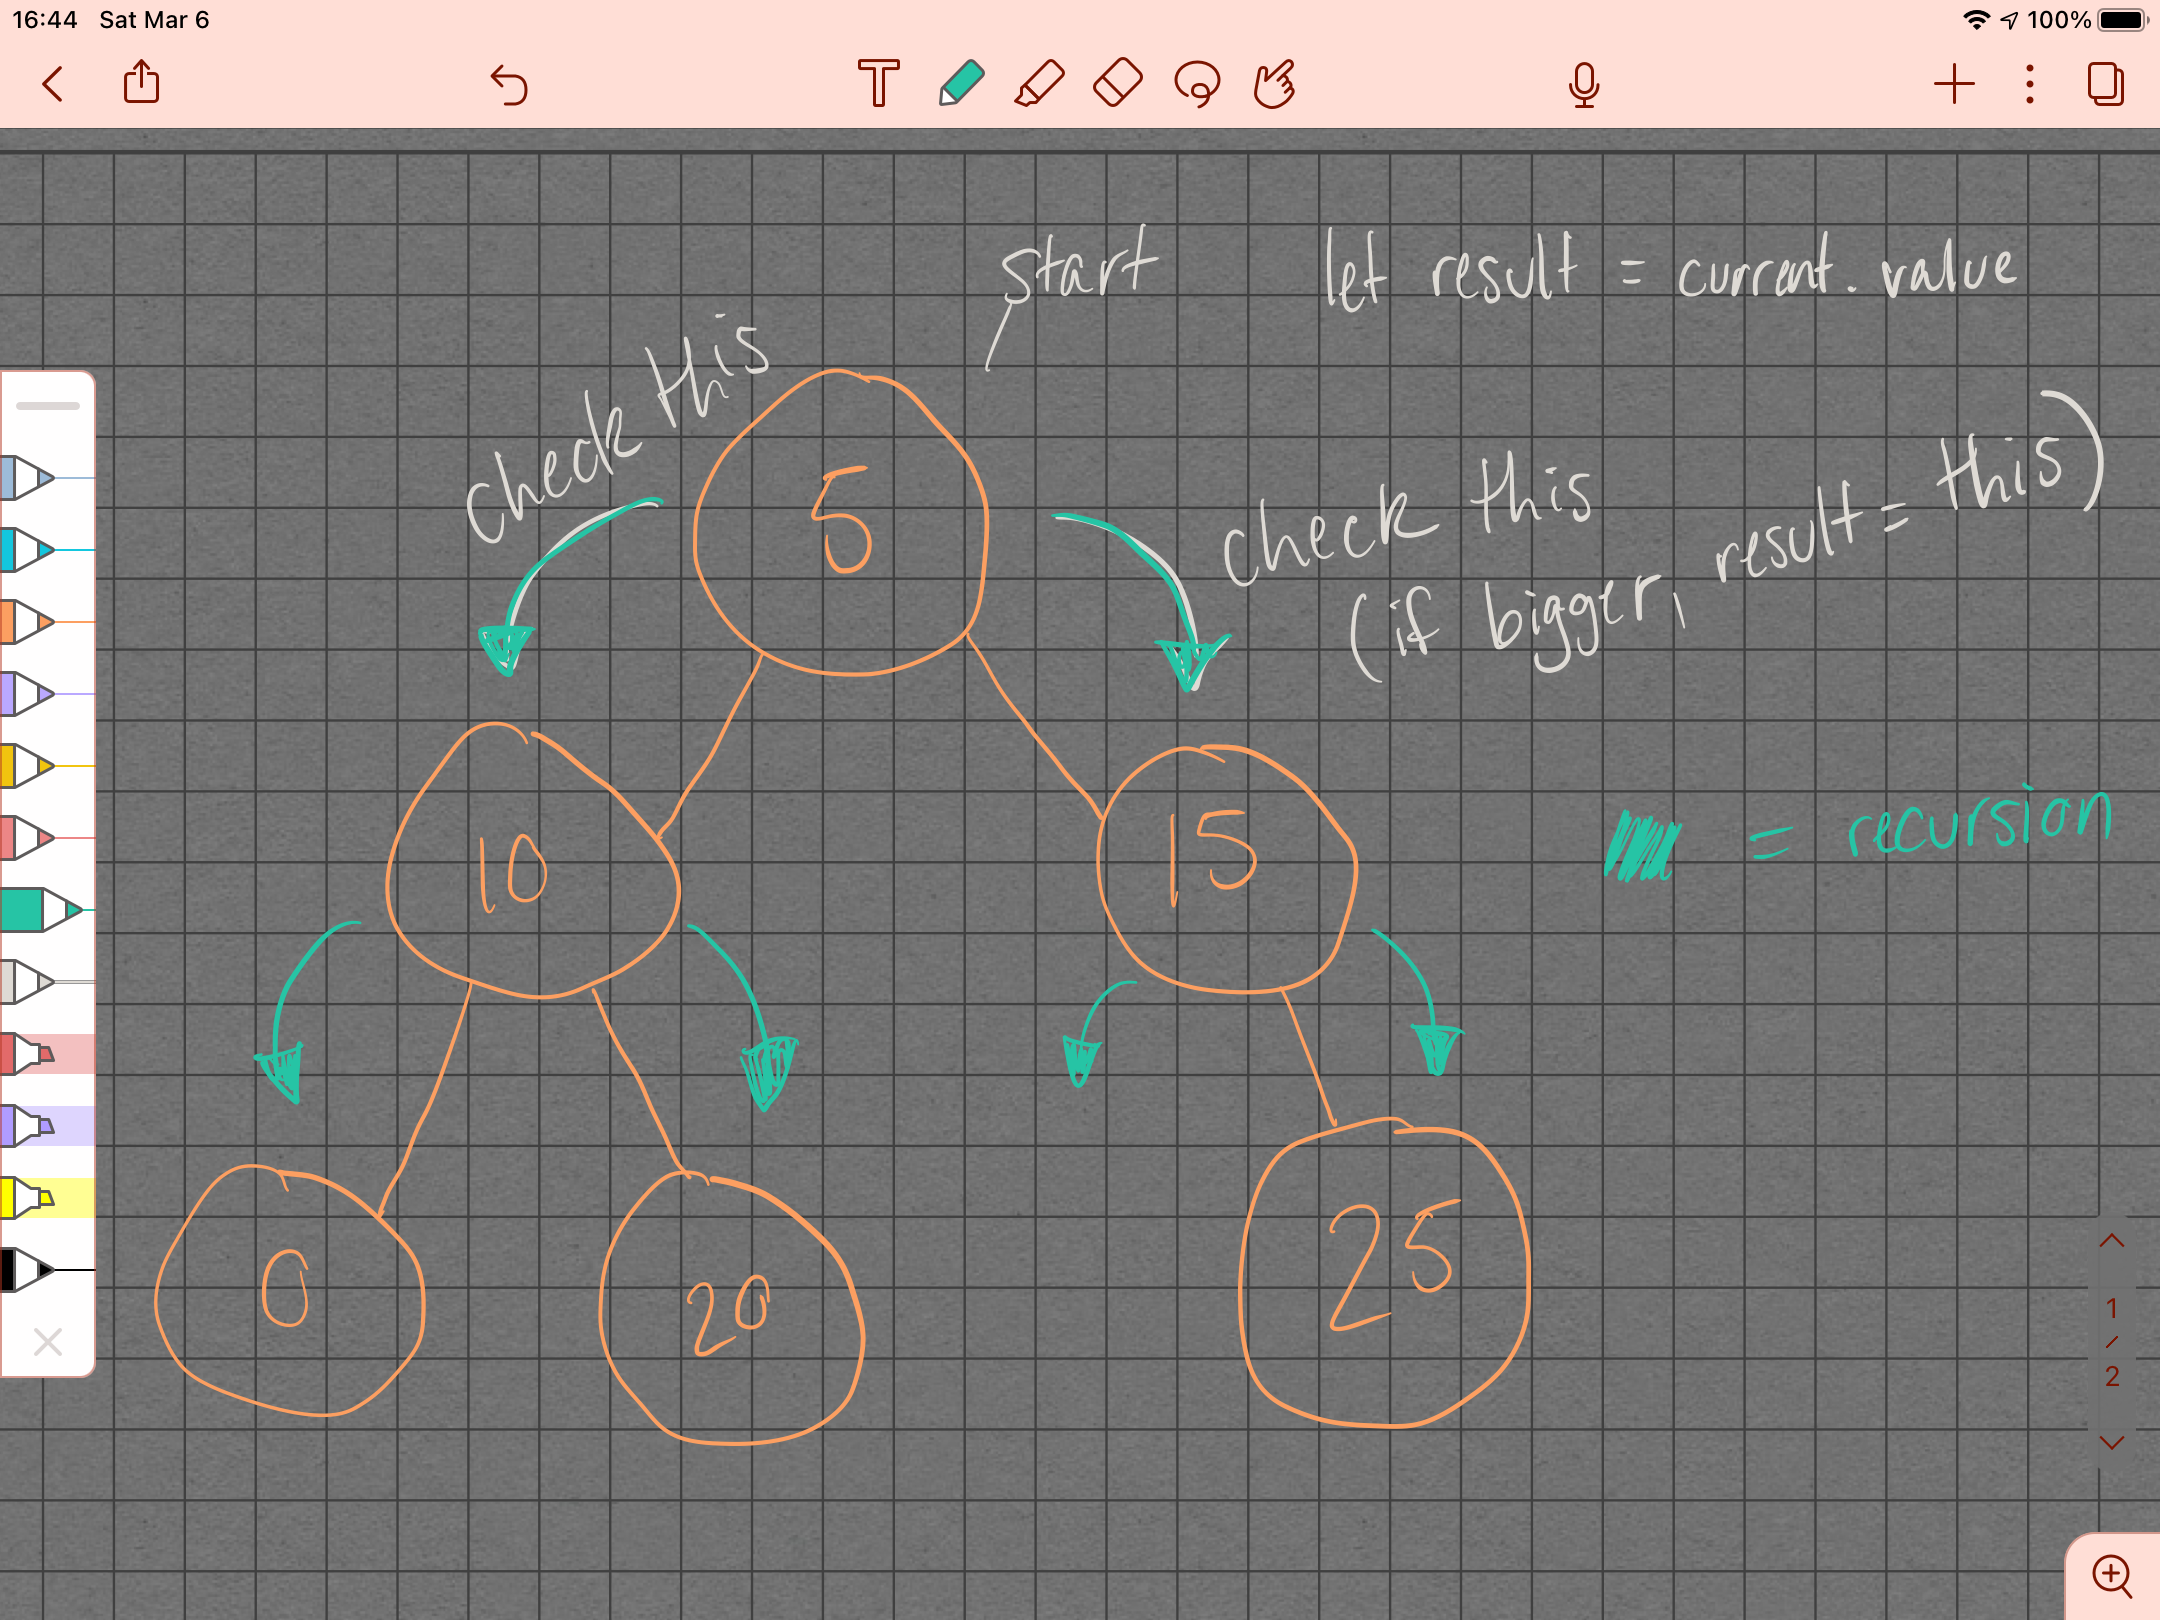 16:44 Sat Mar 6 100%
T
start
let result = current.value
check this
5
check this
(if bigger, result = this)
10
15
= recursion
0
20
25
1
/
2